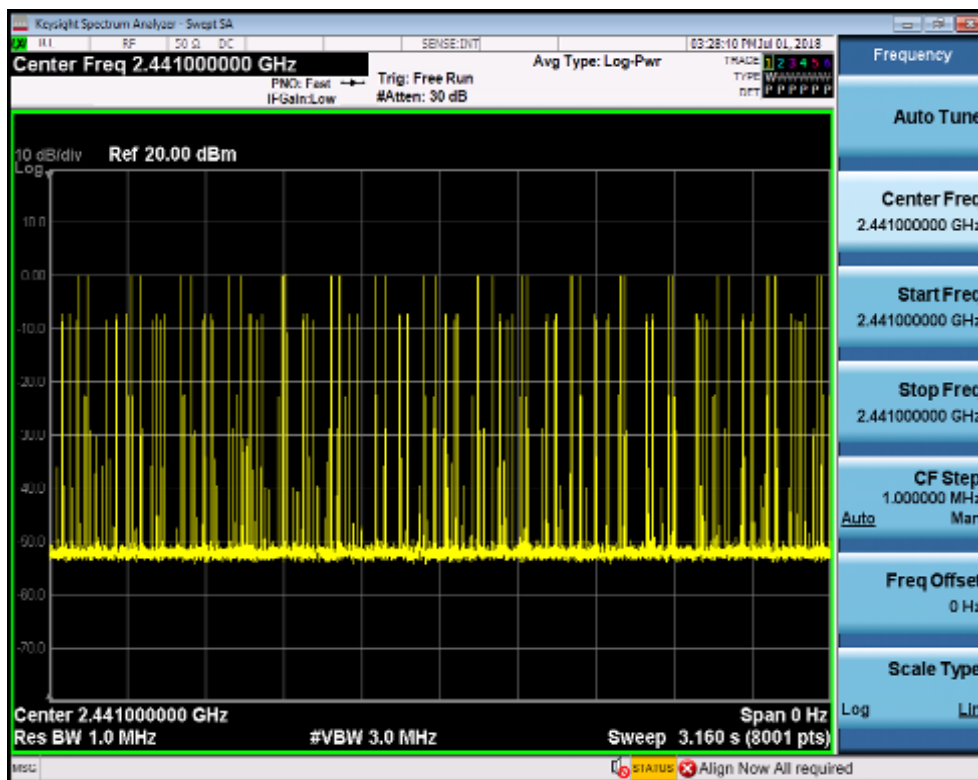 Keysight Spectrum Analyzer - Swept SA
RF 50 Ω DC SENSE:INT 03:28:40 PM Jul 01, 2018
Center Freq 2.441000000 GHz
Avg Type: Log-Pwr
TRACE 1 2 3 4 5 6
PNO: Fast Trig: Free Run
TYPE WWWWWW
IFGain:Low #Atten: 30 dB
DET P P P P P P
10 dB/div Ref 20.00 dBm
Log
10.0
0.00
-10.0
-20.0
-30.0
-40.0
-50.0
-60.0
-70.0
Center 2.441000000 GHz Span 0 Hz
Res BW 1.0 MHz #VBW 3.0 MHz Sweep 3.160 s (8001 pts)
MSG STATUS Align Now All required
Frequency
Auto Tune
Center Freq
2.441000000 GHz
Start Freq
2.441000000 GHz
Stop Freq
2.441000000 GHz
CF Step
1.000000 MHz
Auto Man
Freq Offset
0 Hz
Scale Type
Log Lin